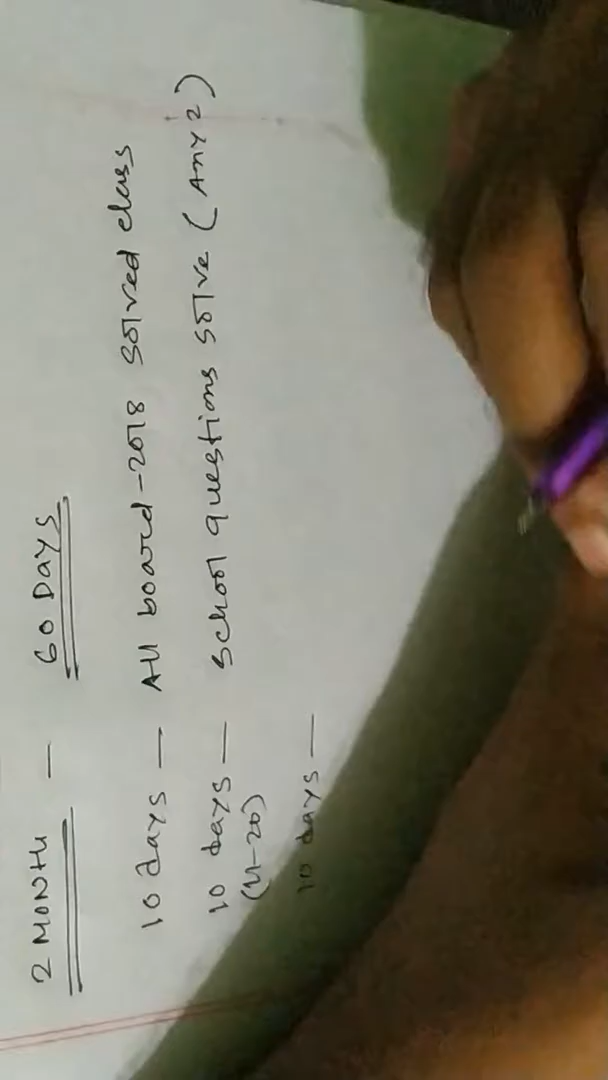 2 MONTH — 60 DAYS
10 days — All board-2018 solved class
10 days — School questions solve (Any 2)
(11-20)
10 days —